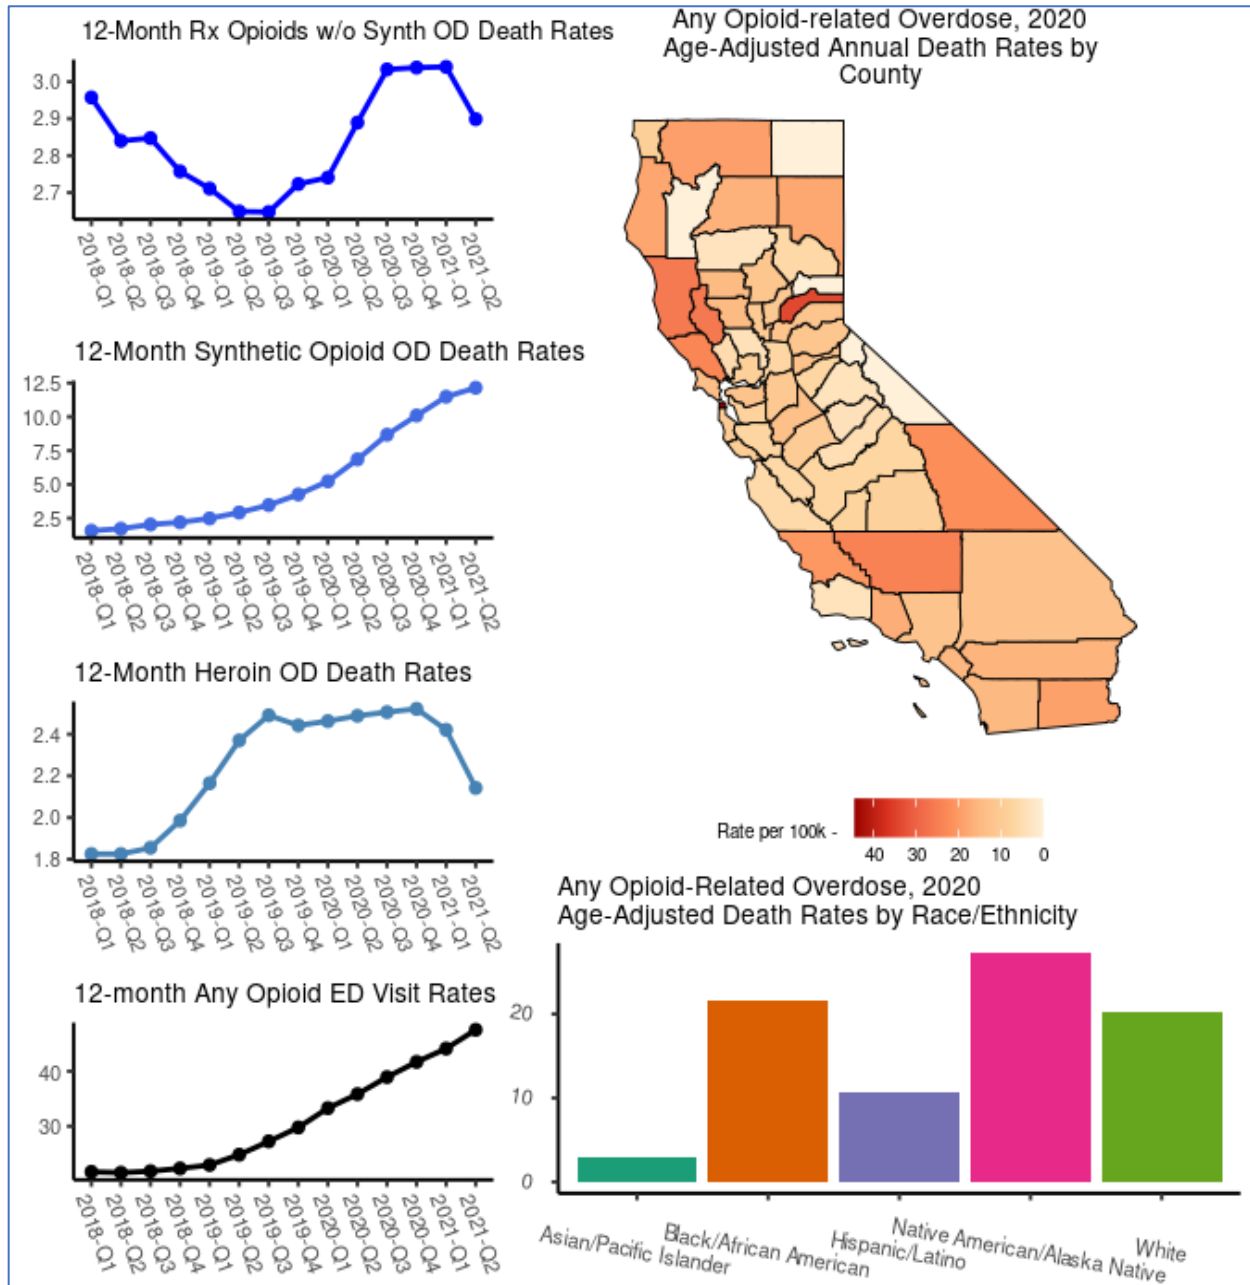 12-Month Rx Opioids w/o Synth OD Death Rates
3.0
2.9
2.8
2.7
2018-Q1
2018-Q2
2018-Q3
2018-Q4
2019-Q1
2019-Q2
2019-Q3
2019-Q4
2020-Q1
2020-Q2
2020-Q3
2020-Q4
2021-Q1
2021-Q2
12-Month Synthetic Opioid OD Death Rates
12.5
10.0
7.5
5.0
2.5
2018-Q1
2018-Q2
2018-Q3
2018-Q4
2019-Q1
2019-Q2
2019-Q3
2019-Q4
2020-Q1
2020-Q2
2020-Q3
2020-Q4
2021-Q1
2021-Q2
12-Month Heroin OD Death Rates
2.4
2.2
2.0
1.8
2018-Q1
2018-Q2
2018-Q3
2018-Q4
2019-Q1
2019-Q2
2019-Q3
2019-Q4
2020-Q1
2020-Q2
2020-Q3
2020-Q4
2021-Q1
2021-Q2
12-month Any Opioid ED Visit Rates
40
30
2018-Q1
2018-Q2
2018-Q3
2018-Q4
2019-Q1
2019-Q2
2019-Q3
2019-Q4
2020-Q1
2020-Q2
2020-Q3
2020-Q4
2021-Q1
2021-Q2
Any Opioid-related Overdose, 2020
Age-Adjusted Annual Death Rates by
County
Rate per 100k -
40 30 20 10 0
Any Opioid-Related Overdose, 2020
Age-Adjusted Death Rates by Race/Ethnicity
20
10
0
Asian/Pacific Islander
Black/African American
Hispanic/Latino
Native American/Alaska Native
White